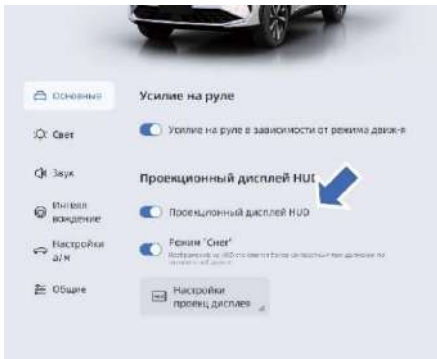 Основные
Свет
Звук
Интелл
вождение
Настройки
а/м
Общие
Усилие на руле
Усилие на руле в зависимости от режима движ-я
Проекционный дисплей HUD
Проекционный дисплей HUD
Режим "Снег"
Настройки
проекц дисплея